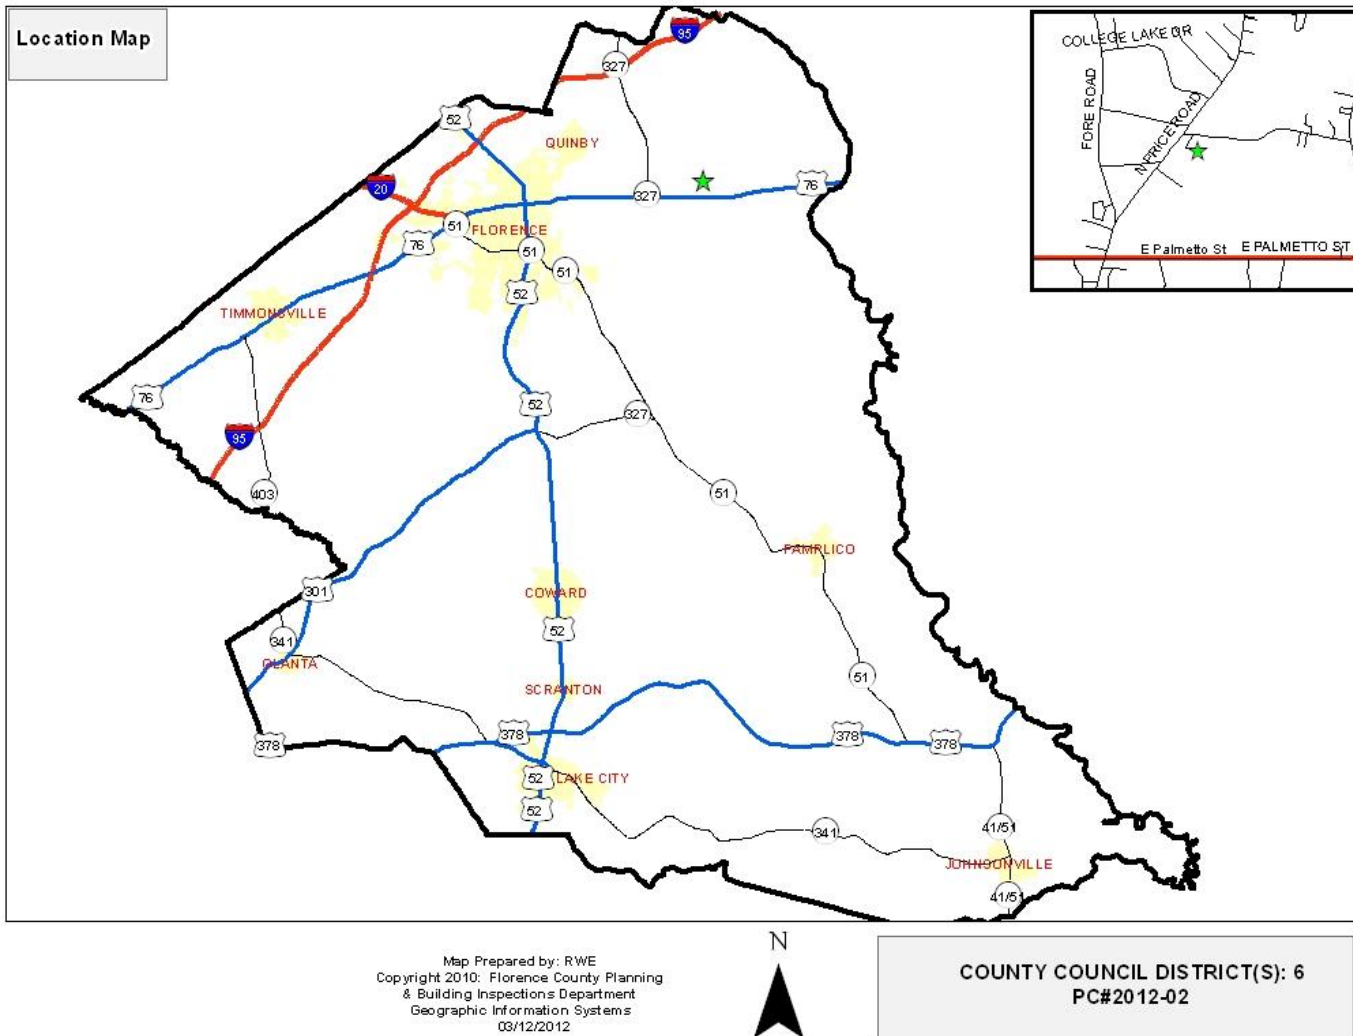 Location Map
95
327
52
QUINBY
20
76
327
51
FLORENCE
76
51
51
52
TIMMONSVILLE
76
52
327
95
403
51
PAMPLICO
301
COWARD
52
341
OLANTA
51
SCRANTON
378
378
378
378
52
LAKE CITY
52
341
41/51
JOHNSONVILLE
41/51
COLLEGE LAKE DR
FORE ROAD
N PRICE ROAD
E Palmetto St
E PALMETTO ST
Map Prepared by: RWE
Copyright 2010: Florence County Planning
& Building Inspections Department
Geographic Information Systems
03/12/2012
N
COUNTY COUNCIL DISTRICT(S): 6
PC#2012-02